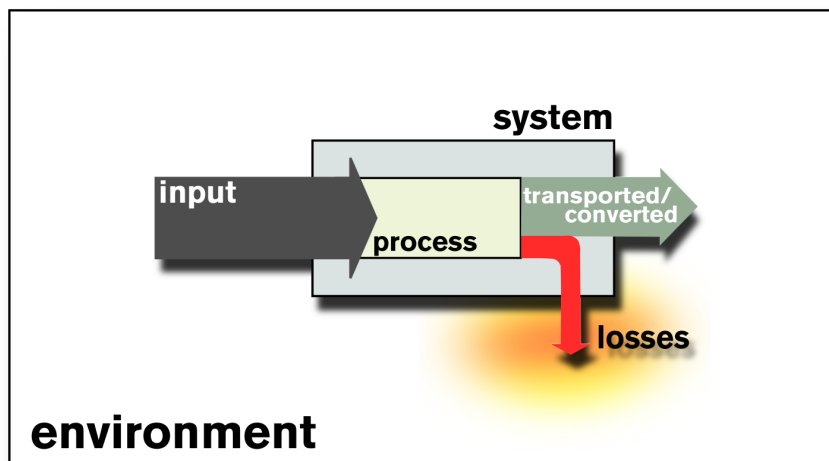 system
input
transported/
converted
process
losses
environment